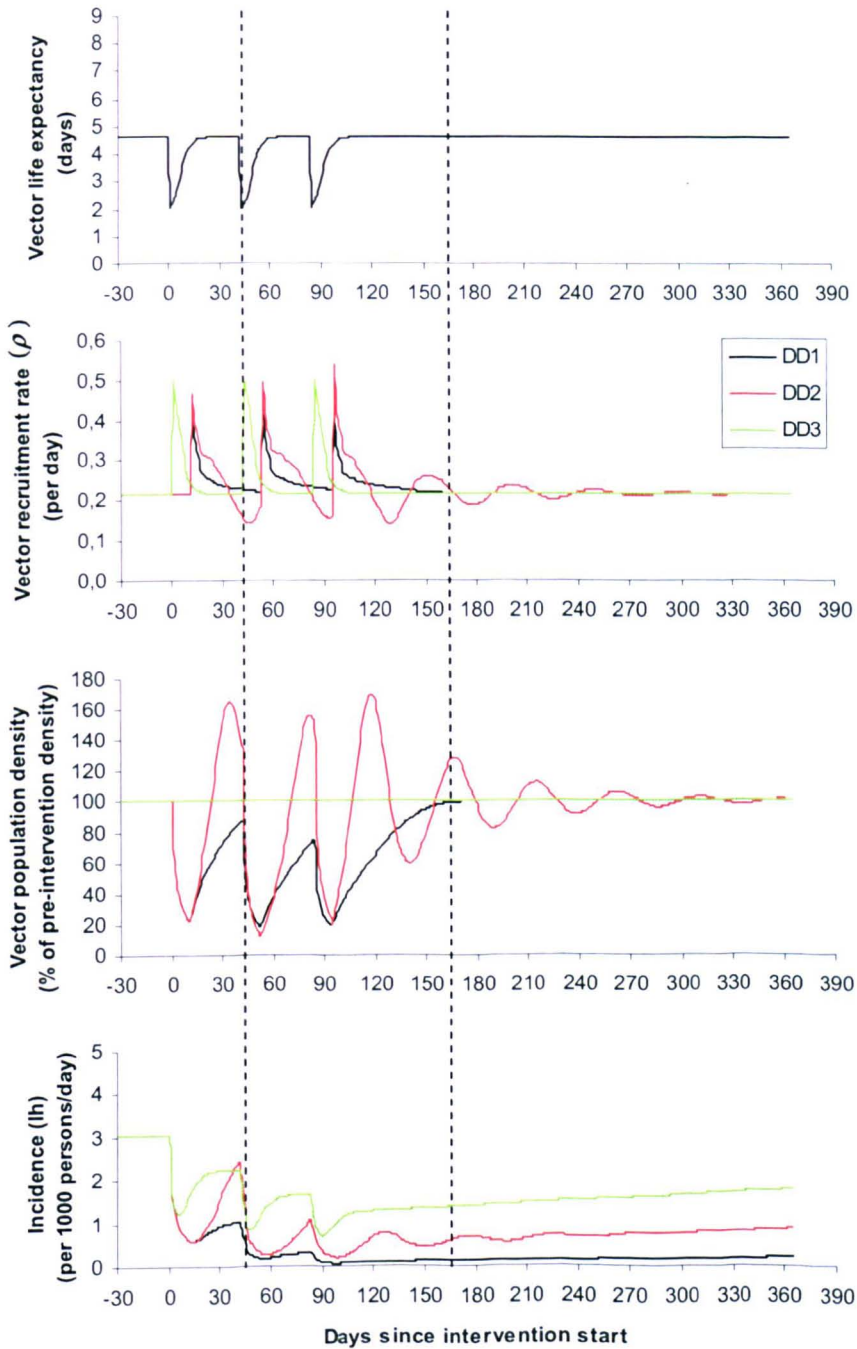 Vector life expectancy
(days)
9
8
7
6
5
4
3
2
1
0
-30 0 30 60 90 120 150 180 210 240 270 300 330 360 390
Vector recruitment rate (ρ)
(per day)
0,6
0,5
0,4
0,3
0,2
0,1
0,0
DD1
DD2
DD3
-30 0 30 60 90 120 150 180 210 240 270 300 330 360 390
Vector population density
(% of pre-intervention density)
180
160
140
120
100
80
60
40
20
0
-30 0 30 60 90 120 150 180 210 240 270 300 330 360 390
Incidence (Ih)
(per 1000 persons/day)
5
4
3
2
1
0
-30 0 30 60 90 120 150 180 210 240 270 300 330 360 390
Days since intervention start